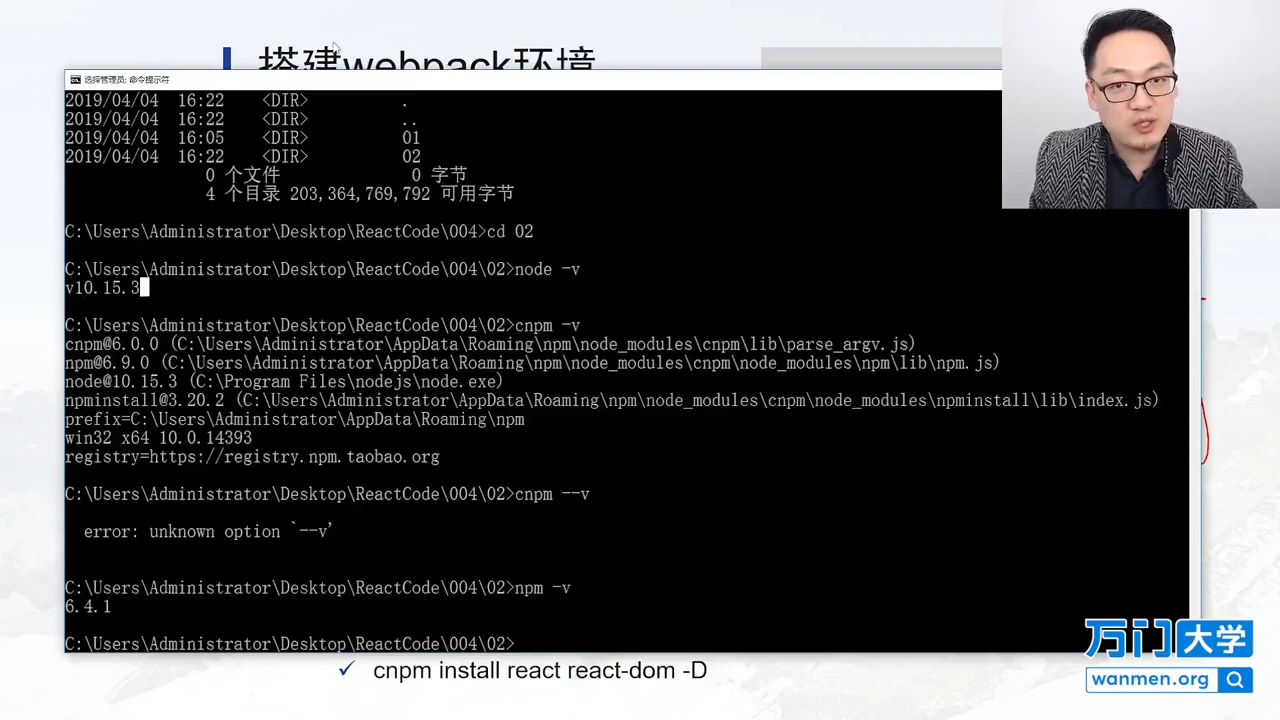 搭建webpack环境
选择管理员: 命令提示符
2019/04/04  16:22    <DIR>          .
2019/04/04  16:22    <DIR>          ..
2019/04/04  16:05    <DIR>          01
2019/04/04  16:22    <DIR>          02
0 个文件              0 字节
4 个目录 203,364,769,792 可用字节
C:\Users\Administrator\Desktop\ReactCode\004>cd 02
C:\Users\Administrator\Desktop\ReactCode\004\02>node -v
v10.15.3
C:\Users\Administrator\Desktop\ReactCode\004\02>cnpm -v
cnpm@6.0.0 (C:\Users\Administrator\AppData\Roaming\npm\node_modules\cnpm\lib\parse_argv.js)
npm@6.9.0 (C:\Users\Administrator\AppData\Roaming\npm\node_modules\cnpm\node_modules\npm\lib\npm.js)
node@10.15.3 (C:\Program Files\nodejs\node.exe)
npminstall@3.20.2 (C:\Users\Administrator\AppData\Roaming\npm\node_modules\cnpm\node_modules\npminstall\lib\index.js)
prefix=C:\Users\Administrator\AppData\Roaming\npm
win32 x64 10.0.14393
registry=https://registry.npm.taobao.org
C:\Users\Administrator\Desktop\ReactCode\004\02>cnpm --v
error: unknown option `--v'
C:\Users\Administrator\Desktop\ReactCode\004\02>npm -v
6.4.1
C:\Users\Administrator\Desktop\ReactCode\004\02>
✓ cnpm install react react-dom -D
万门大学
wanmen.org